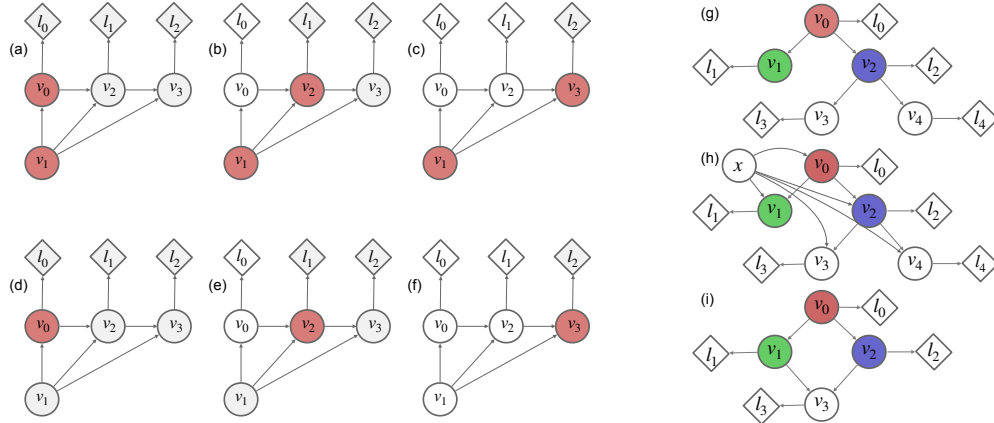 (a) l₀ l₁ l₂
v₀ v₂ v₃
v₁
(b) l₀ l₁ l₂
v₀ v₂ v₃
v₁
(c) l₀ l₁ l₂
v₀ v₂ v₃
v₁
(d) l₀ l₁ l₂
v₀ v₂ v₃
v₁
(e) l₀ l₁ l₂
v₀ v₂ v₃
v₁
(f) l₀ l₁ l₂
v₀ v₂ v₃
v₁
(g) v₀ l₀
l₁ v₁ v₂ l₂
l₃ v₃ v₄ l₄
(h) x v₀ l₀
l₁ v₁ v₂ l₂
l₃ v₃ v₄ l₄
(i) v₀ l₀
l₁ v₁ v₂ l₂
l₃ v₃